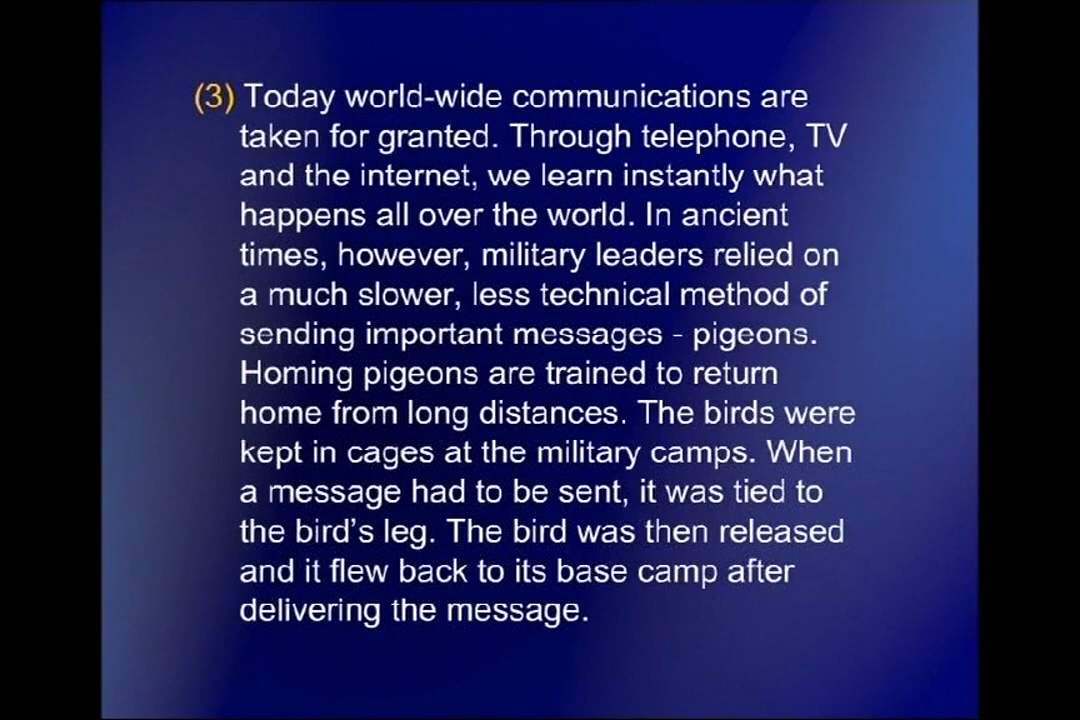 (3) Today world-wide communications are
taken for granted. Through telephone, TV
and the internet, we learn instantly what
happens all over the world. In ancient
times, however, military leaders relied on
a much slower, less technical method of
sending important messages - pigeons.
Homing pigeons are trained to return
home from long distances. The birds were
kept in cages at the military camps. When
a message had to be sent, it was tied to
the bird’s leg. The bird was then released
and it flew back to its base camp after
delivering the message.